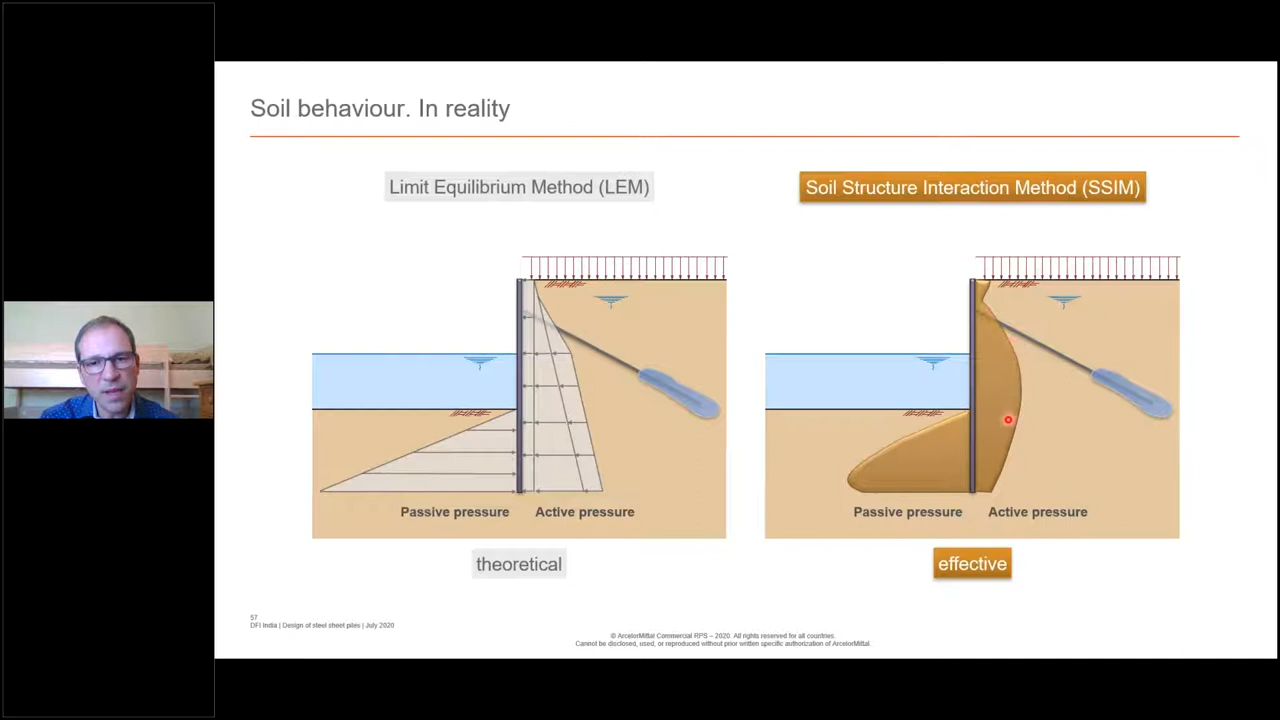 Soil behaviour. In reality
Limit Equilibrium Method (LEM)
Soil Structure Interaction Method (SSIM)
Passive pressure
Active pressure
Passive pressure
Active pressure
theoretical
effective
57
DFI India | Design of steel sheet piles | July 2020
© ArcelorMittal Commercial RPS – 2020. All rights reserved for all countries.
Cannot be disclosed, used, or reproduced without prior written specific authorization of ArcelorMittal.